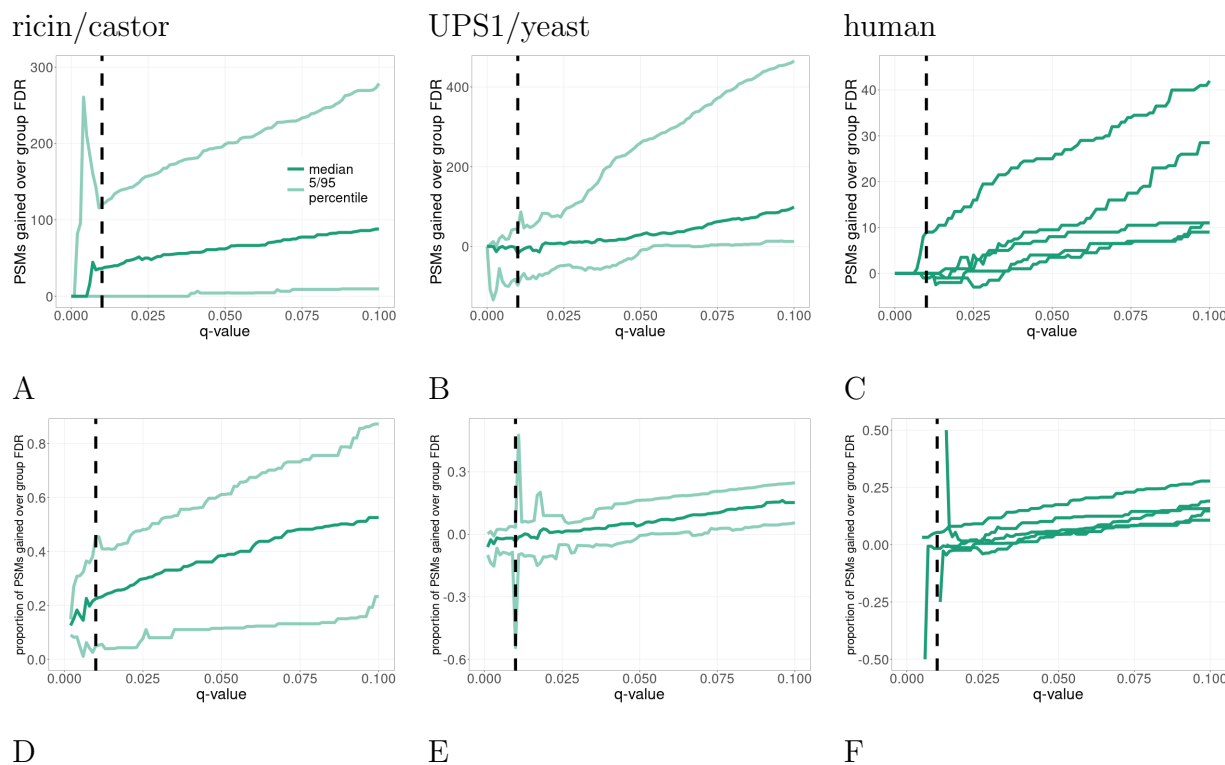 ricin/castor
UPS1/yeast
human
PSMs gained over group FDR
300
200
100
0
median
5/95
percentile
0.000
0.025
0.050
0.075
0.100
q-value
PSMs gained over group FDR
400
200
0
0.000
0.025
0.050
0.075
0.100
q-value
PSMs gained over group FDR
40
30
20
10
0
0.000
0.025
0.050
0.075
0.100
q-value
A
B
C
proportion of PSMs gained over group FDR
0.8
0.6
0.4
0.2
0.0
0.000
0.025
0.050
0.075
0.100
q-value
proportion of PSMs gained over group FDR
0.3
0.0
-0.3
-0.6
0.000
0.025
0.050
0.075
0.100
q-value
proportion of PSMs gained over group FDR
0.50
0.25
0.00
-0.25
-0.50
0.000
0.025
0.050
0.075
0.100
q-value
D
E
F